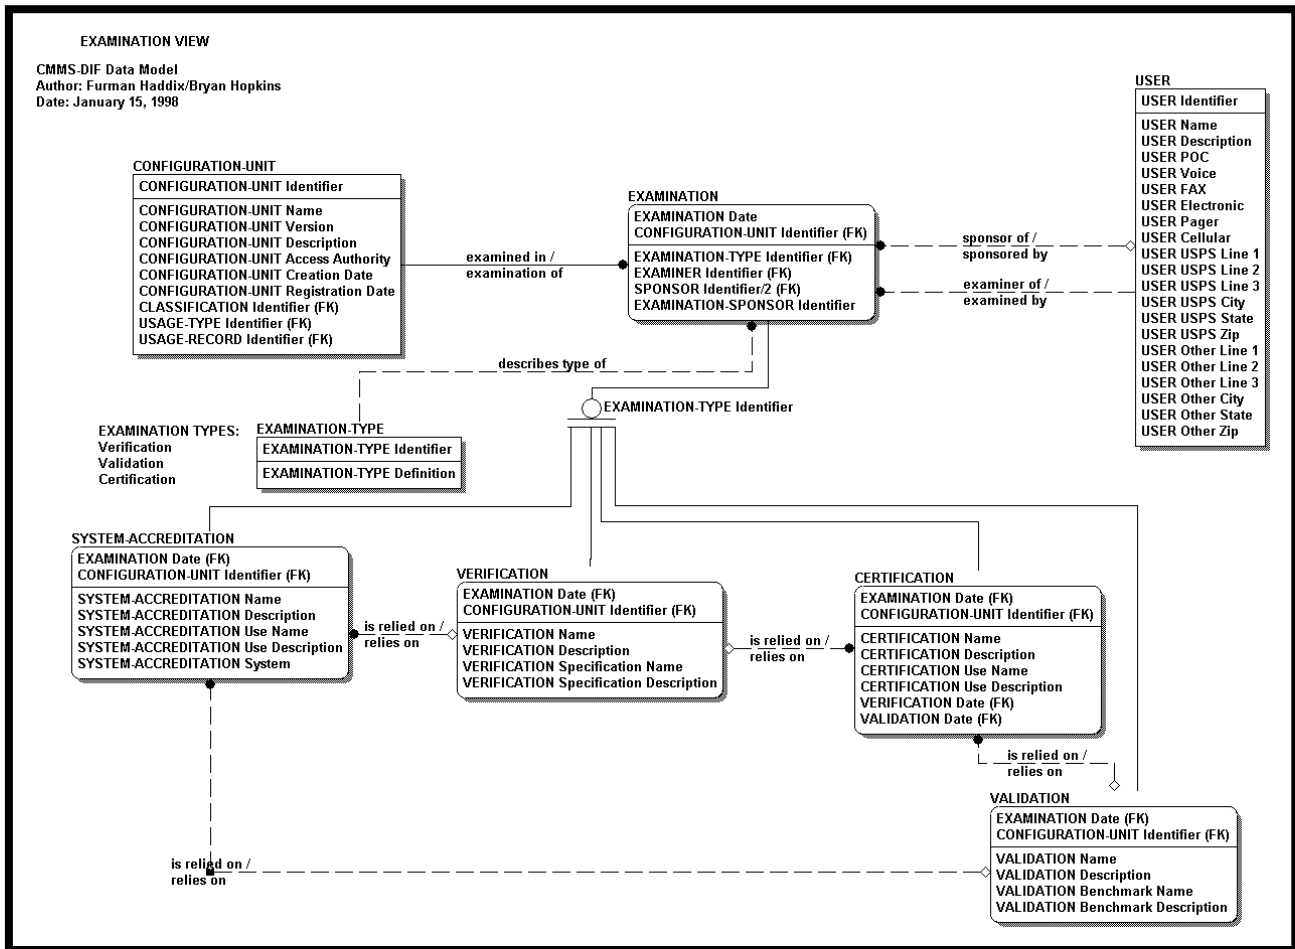 EXAMINATION VIEW
CMMS-DIF Data Model
Author: Furman Haddix/Bryan Hopkins
Date: January 15, 1998
USER
USER Identifier
USER Name
USER Description
USER POC
USER Voice
USER FAX
USER Electronic
USER Pager
USER Cellular
USER USPS Line 1
USER USPS Line 2
USER USPS Line 3
USER USPS City
USER USPS State
USER USPS Zip
USER Other Line 1
USER Other Line 2
USER Other Line 3
USER Other City
USER Other State
USER Other Zip
CONFIGURATION-UNIT
CONFIGURATION-UNIT Identifier
CONFIGURATION-UNIT Name
CONFIGURATION-UNIT Version
CONFIGURATION-UNIT Description
CONFIGURATION-UNIT Access Authority
CONFIGURATION-UNIT Creation Date
CONFIGURATION-UNIT Registration Date
CLASSIFICATION Identifier (FK)
USAGE-TYPE Identifier (FK)
USAGE-RECORD Identifier (FK)
examined in /
examination of
EXAMINATION
EXAMINATION Date
CONFIGURATION-UNIT Identifier (FK)
EXAMINATION-TYPE Identifier (FK)
EXAMINER Identifier (FK)
SPONSOR Identifier/2 (FK)
EXAMINATION-SPONSOR Identifier
sponsor of /
sponsored by
examiner of /
examined by
describes type of
EXAMINATION-TYPE Identifier
EXAMINATION TYPES:
Verification
Validation
Certification
EXAMINATION-TYPE
EXAMINATION-TYPE Identifier
EXAMINATION-TYPE Definition
SYSTEM-ACCREDITATION
EXAMINATION Date (FK)
CONFIGURATION-UNIT Identifier (FK)
SYSTEM-ACCREDITATION Name
SYSTEM-ACCREDITATION Description
SYSTEM-ACCREDITATION Use Name
SYSTEM-ACCREDITATION Use Description
SYSTEM-ACCREDITATION System
is relied on /
relies on
VERIFICATION
EXAMINATION Date (FK)
CONFIGURATION-UNIT Identifier (FK)
VERIFICATION Name
VERIFICATION Description
VERIFICATION Specification Name
VERIFICATION Specification Description
is relied on /
relies on
CERTIFICATION
EXAMINATION Date (FK)
CONFIGURATION-UNIT Identifier (FK)
CERTIFICATION Name
CERTIFICATION Description
CERTIFICATION Use Name
CERTIFICATION Use Description
VERIFICATION Date (FK)
VALIDATION Date (FK)
is relied on /
relies on
VALIDATION
EXAMINATION Date (FK)
CONFIGURATION-UNIT Identifier (FK)
VALIDATION Name
VALIDATION Description
VALIDATION Benchmark Name
VALIDATION Benchmark Description
is relied on /
relies on